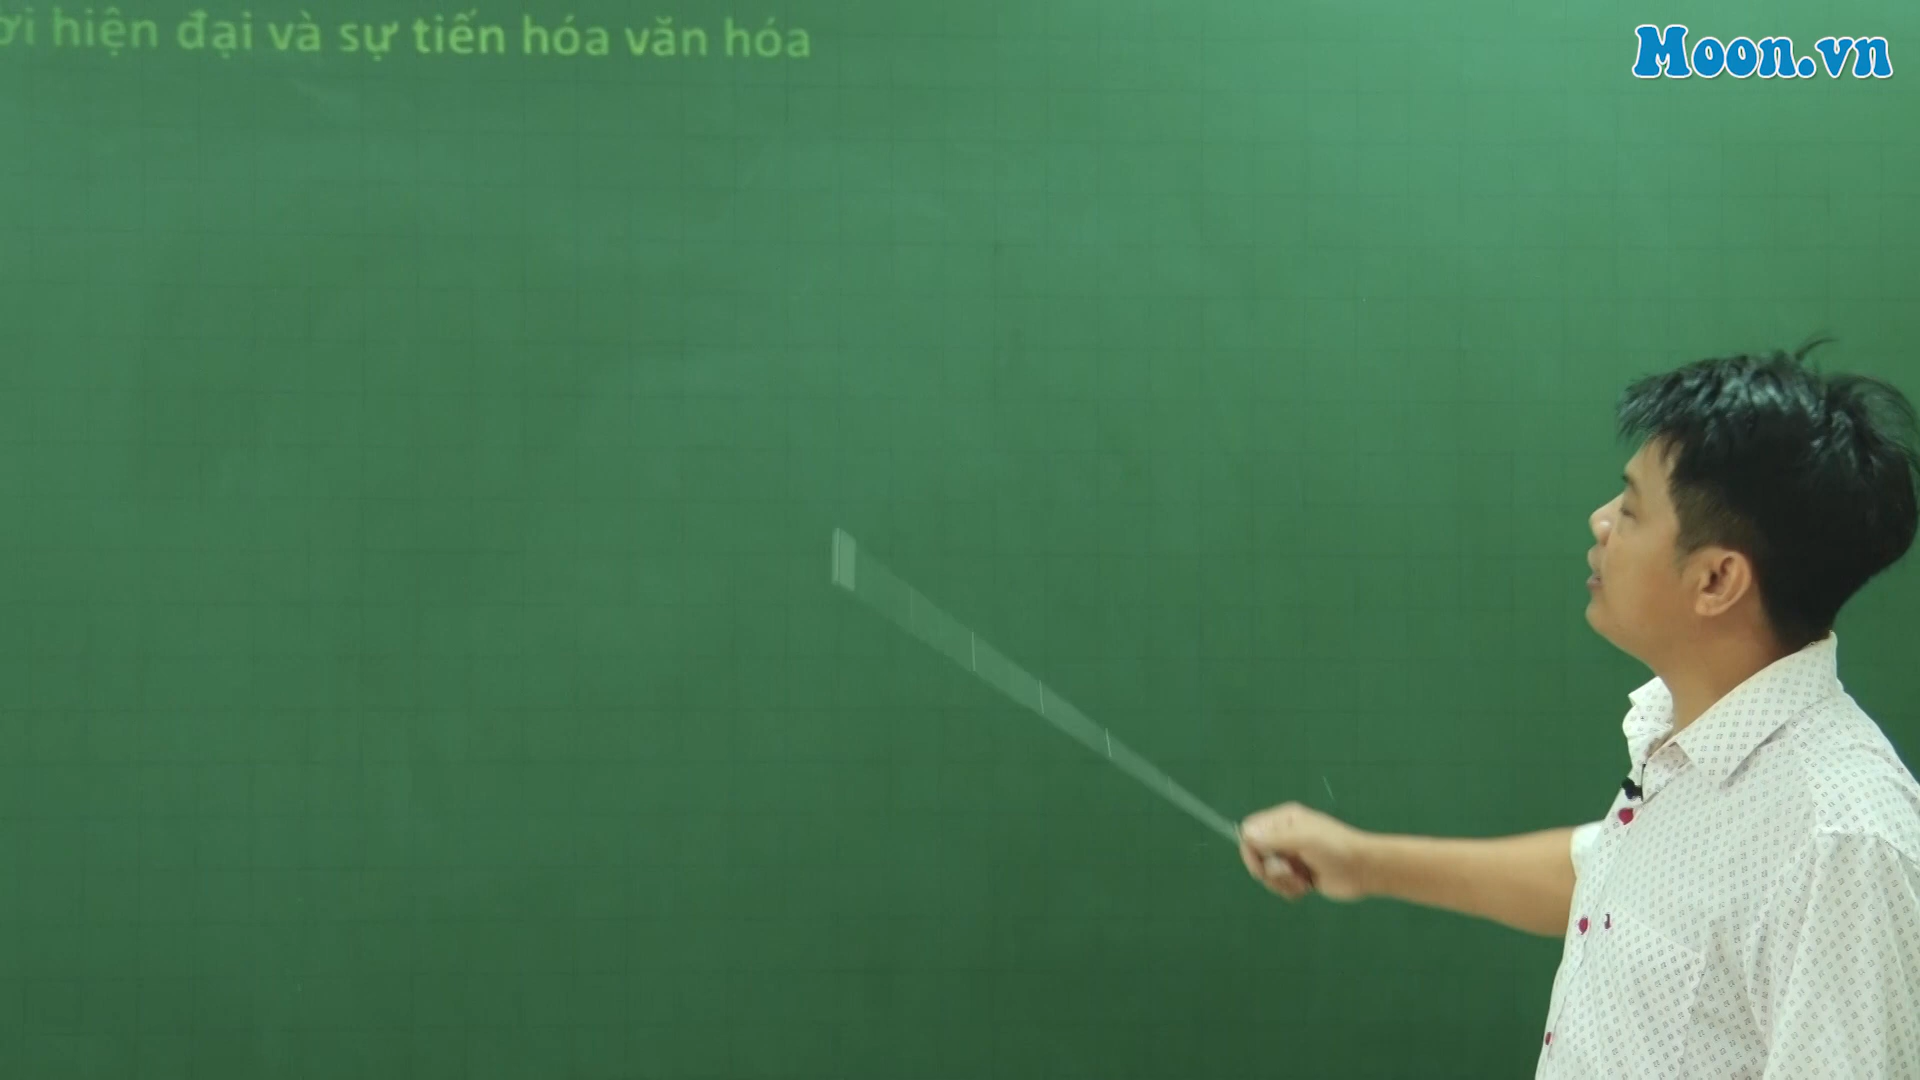 hiện đại và sự tiến hóa văn hóa
Moon.vn